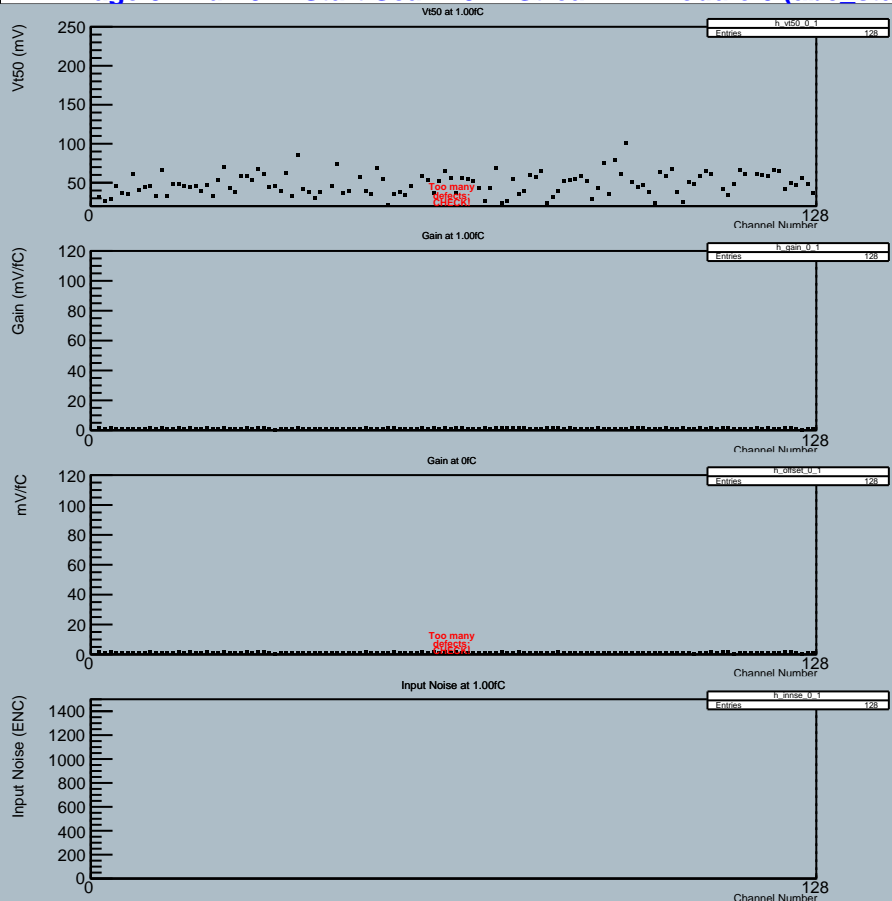 Vt50 at 1.00fC
h_vt50_0_1
Entries 128
Vt50 (mV)
250
200
150
100
50
Too many
defects:
CHECK!
0
128
Channel Number
Gain at 1.00fC
h_gain_0_1
Entries 128
Gain (mV/fC)
120
100
80
60
40
20
0
0
128
Channel Number
Gain at 0fC
h_offset_0_1
Entries 128
mV/fC
120
100
80
60
40
20
Too many
defects:
CHECK!
0
0
128
Channel Number
Input Noise at 1.00fC
h_innse_0_1
Entries 128
Input Noise (ENC)
1400
1200
1000
800
600
400
200
0
0
128
Channel Number